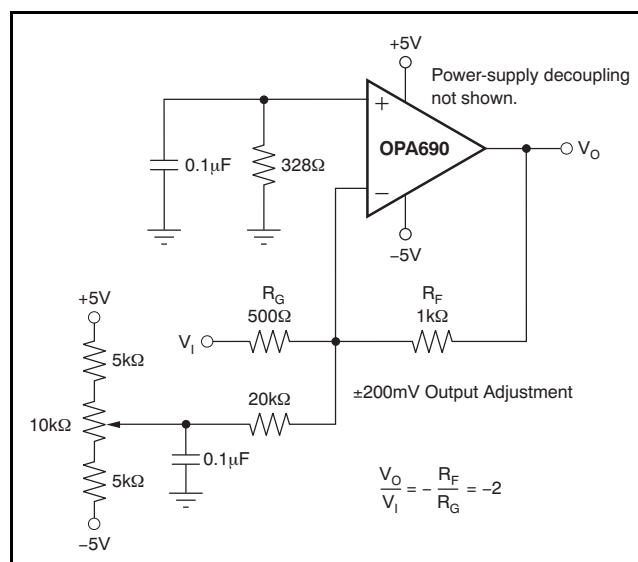 +5V
Power-supply decoupling
not shown.
+
OPA690
0.1μF
328Ω
V_O
−
−5V
+5V
R_G
500Ω
R_F
1kΩ
V_I
5kΩ
20kΩ
±200mV Output Adjustment
10kΩ
0.1μF
5kΩ
V_O/V_I = − R_F/R_G = −2
−5V